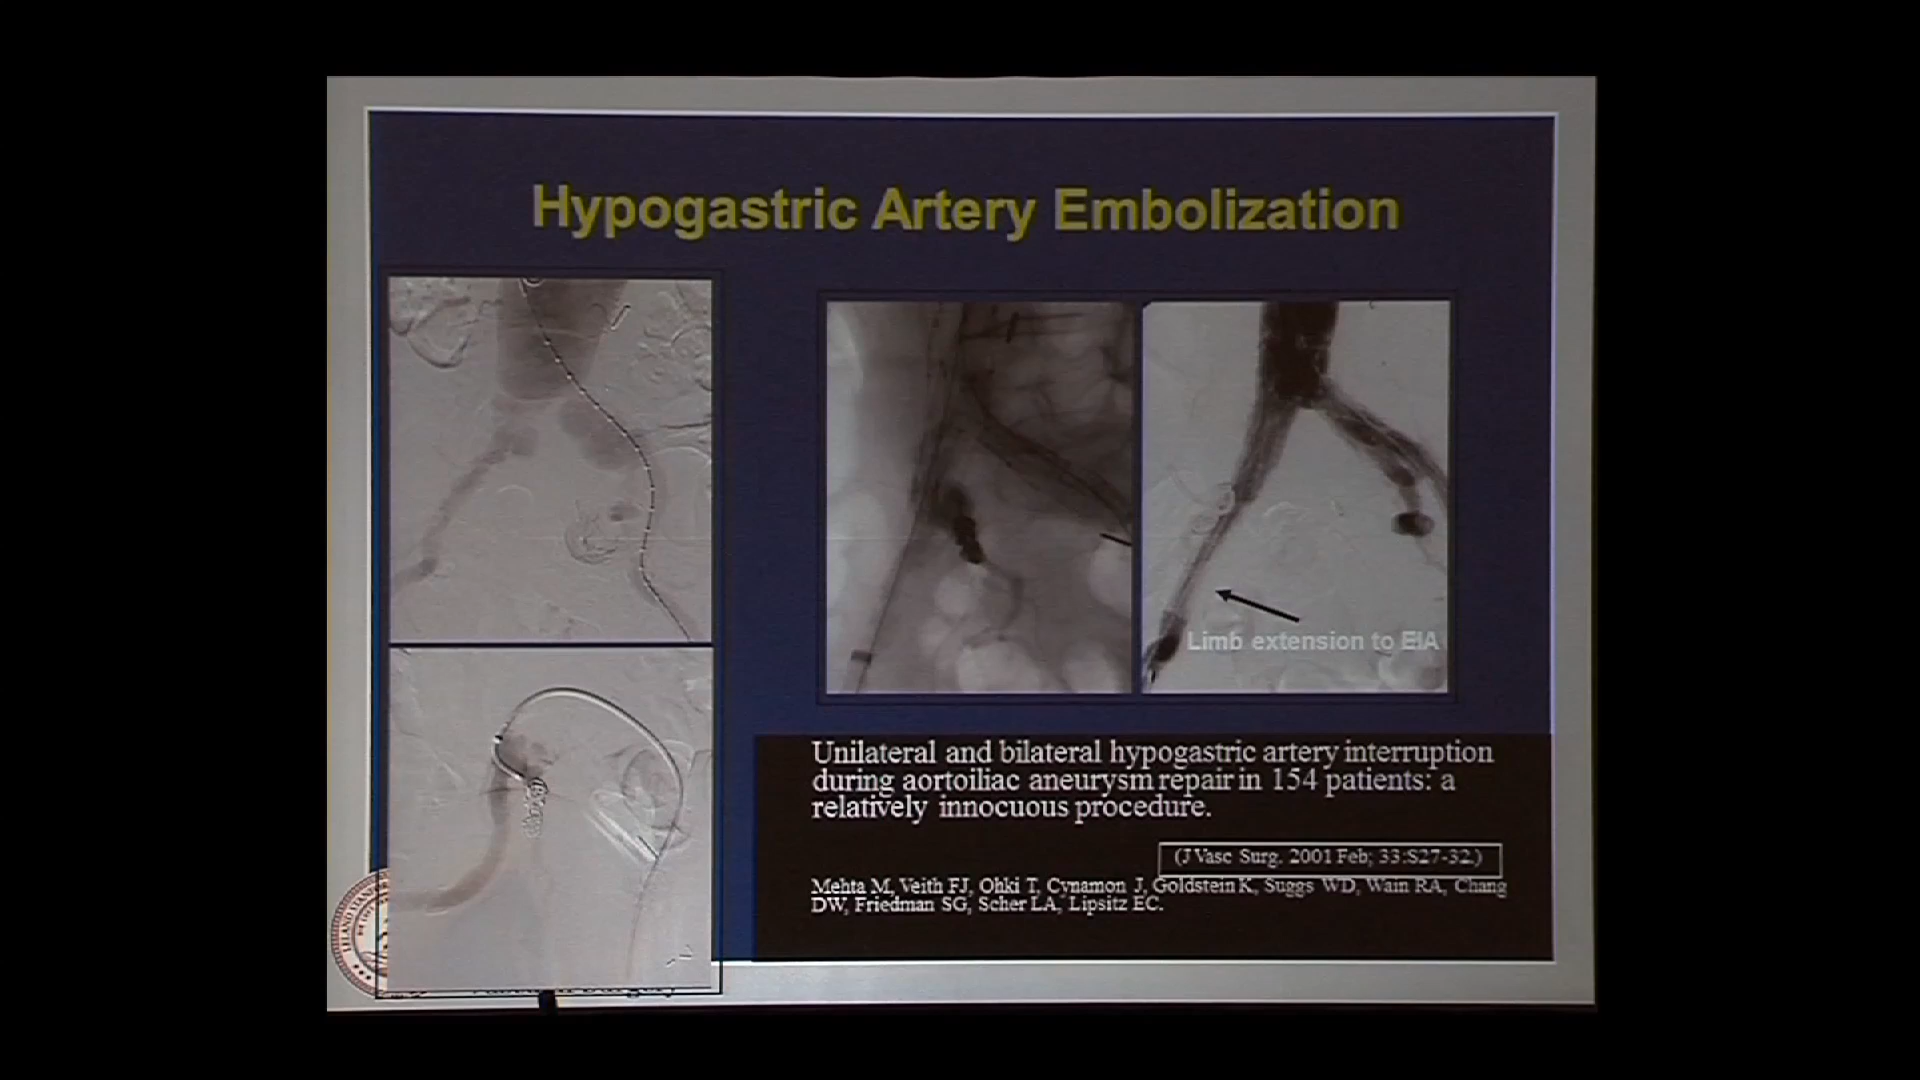 Hypogastric Artery Embolization
Limb extension to EIA
Unilateral and bilateral hypogastric artery interruption
during aortoiliac aneurysm repair in 154 patients: a
relatively innocuous procedure.
(J Vasc Surg. 2001 Feb; 33:S27-32.)
Mehta M, Veith FJ, Ohki T, Cynamon J, Goldstein K, Suggs WD, Wain RA, Chang
DW, Friedman SG, Scher LA, Lipsitz EC.